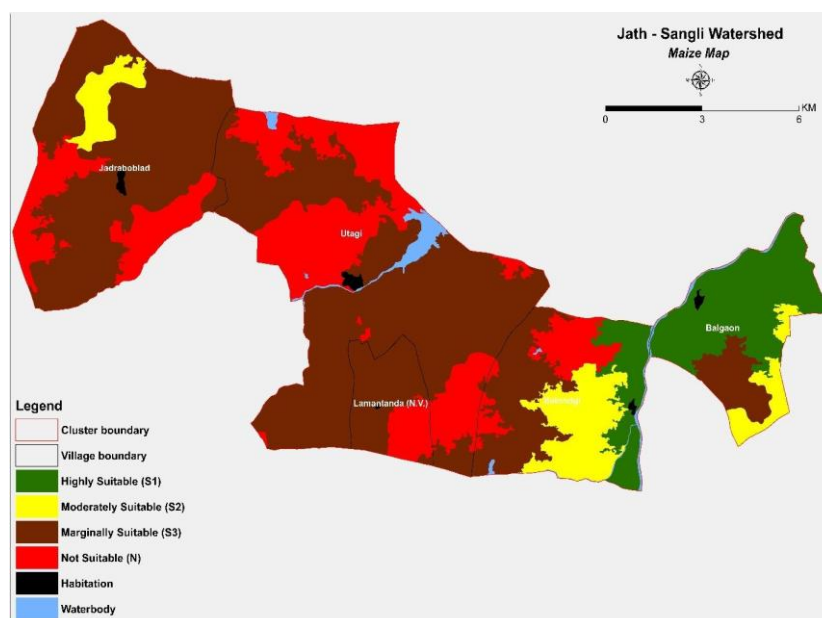 Jath - Sangli Watershed
Maize Map
KM
0 3 6
Jadraboblad
Utagi
Balgaon
Lamantanda (N.V.)
Legend
Cluster boundary
Village boundary
Highly Suitable (S1)
Moderately Suitable (S2)
Marginally Suitable (S3)
Not Suitable (N)
Habitation
Waterbody